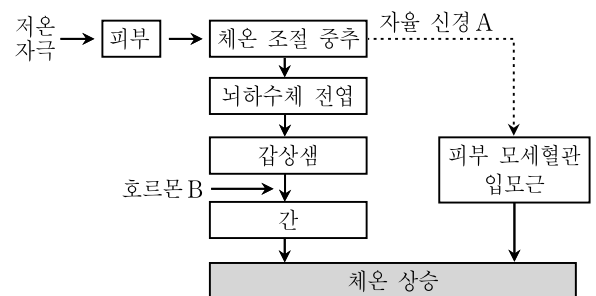 저온
자극
피부
체온 조절 중추
자율 신경 A
뇌하수체 전엽
갑상샘
피부 모세혈관
입모근
호르몬 B
간
체온 상승